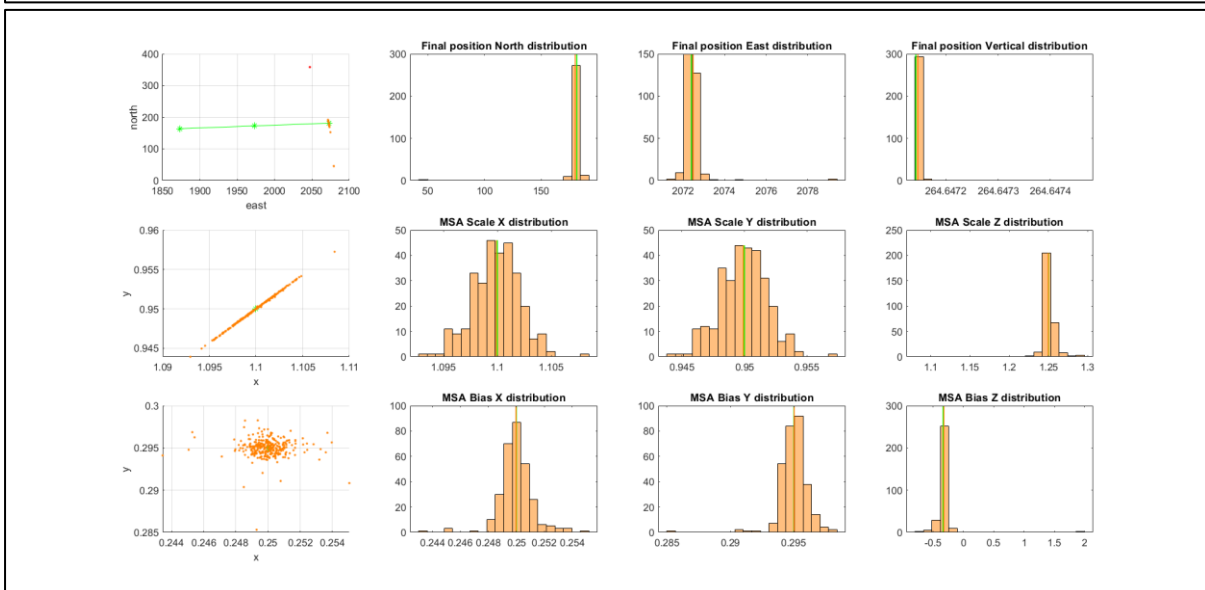 Final position North distribution
Final position East distribution
Final position Vertical distribution
400
300
200
100
0
north
1850 1900 1950 2000 2050 2100
east
300
200
100
0
50 100 150
150
100
50
0
2072 2074 2076 2078
300
200
100
0
264.6472 264.6473 264.6474
MSA Scale X distribution
MSA Scale Y distribution
MSA Scale Z distribution
0.96
0.955
0.95
0.945
y
1.09 1.095 1.1 1.105 1.11
x
50
40
30
20
10
0
1.095 1.1 1.105
50
40
30
20
10
0
0.945 0.95 0.955
250
200
150
100
50
0
1.1 1.2 1.3
MSA Bias X distribution
MSA Bias Y distribution
MSA Bias Z distribution
0.3
0.295
0.29
0.285
y
0.244 0.246 0.248 0.25 0.252 0.254
x
100
80
60
40
20
0
0.244 0.246 0.248 0.25 0.252 0.254
100
80
60
40
20
0
0.285 0.29 0.295
300
200
100
0
-0.5 0 0.5 1 1.5 2